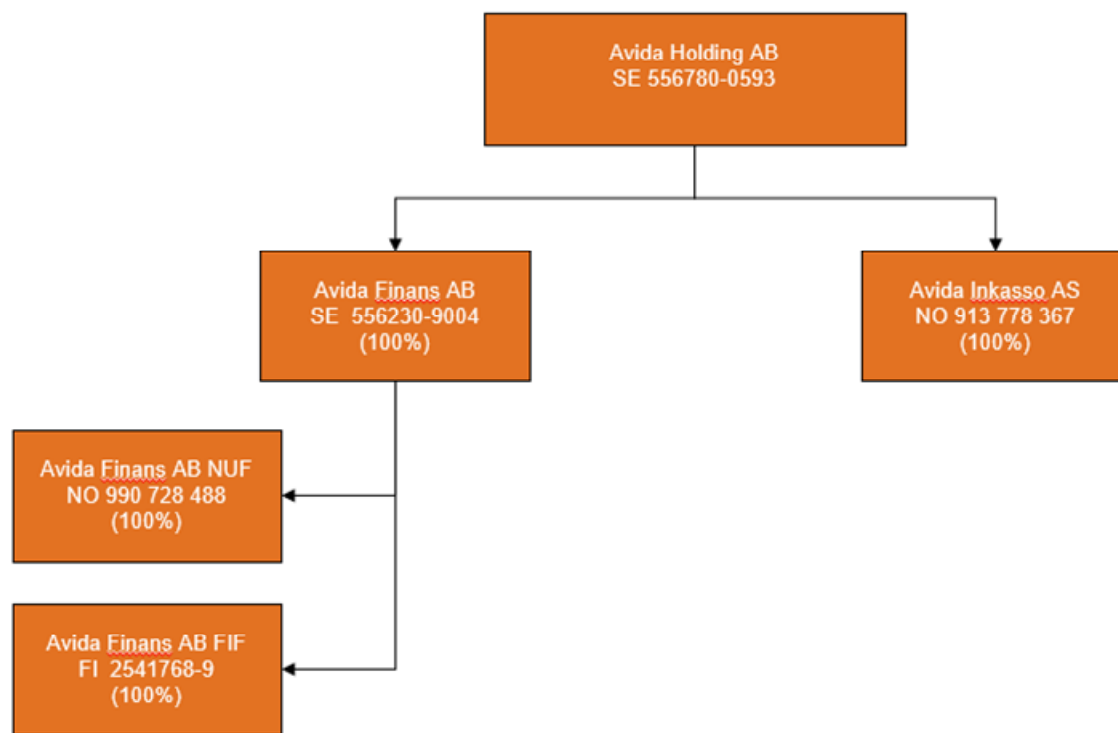 Avida Holding AB
SE 556780-0593
Avida Finans AB
SE 556230-9004
(100%)
Avida Inkasso AS
NO 913 778 367
(100%)
Avida Finans AB NUF
NO 990 728 488
(100%)
Avida Finans AB FIF
FI 2541768-9
(100%)